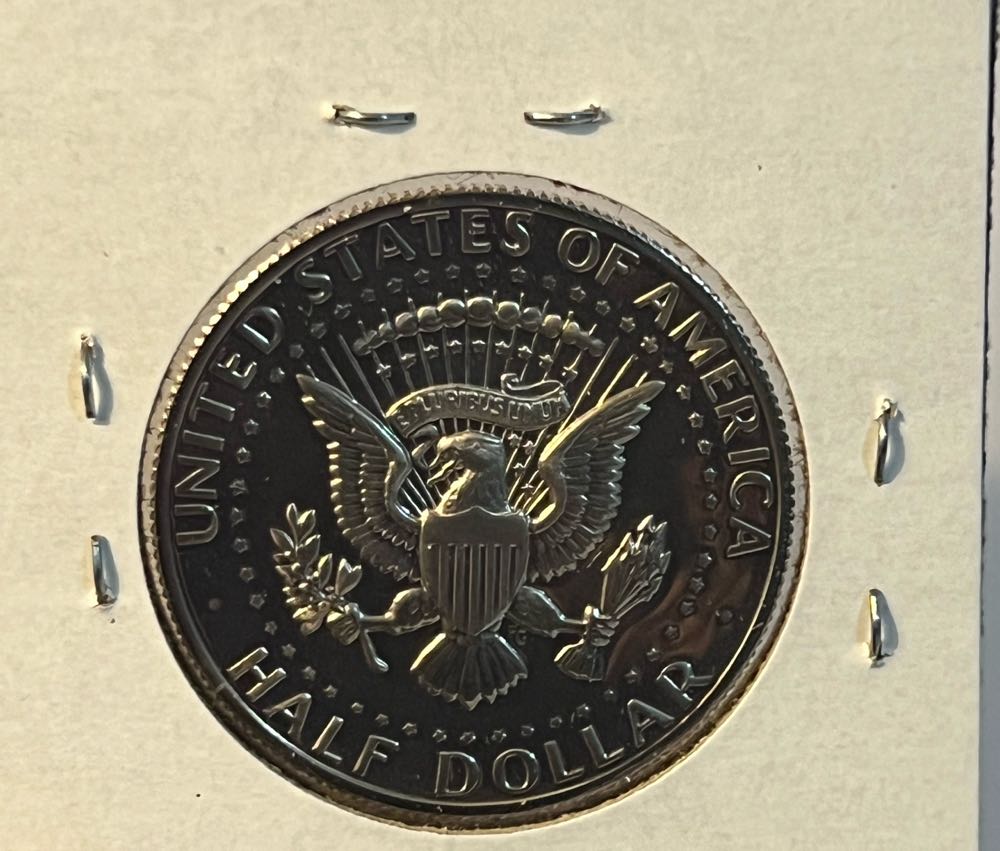 UNITED STATES OF AMERICA
E PLURIBUS UNUM
HALF DOLLAR